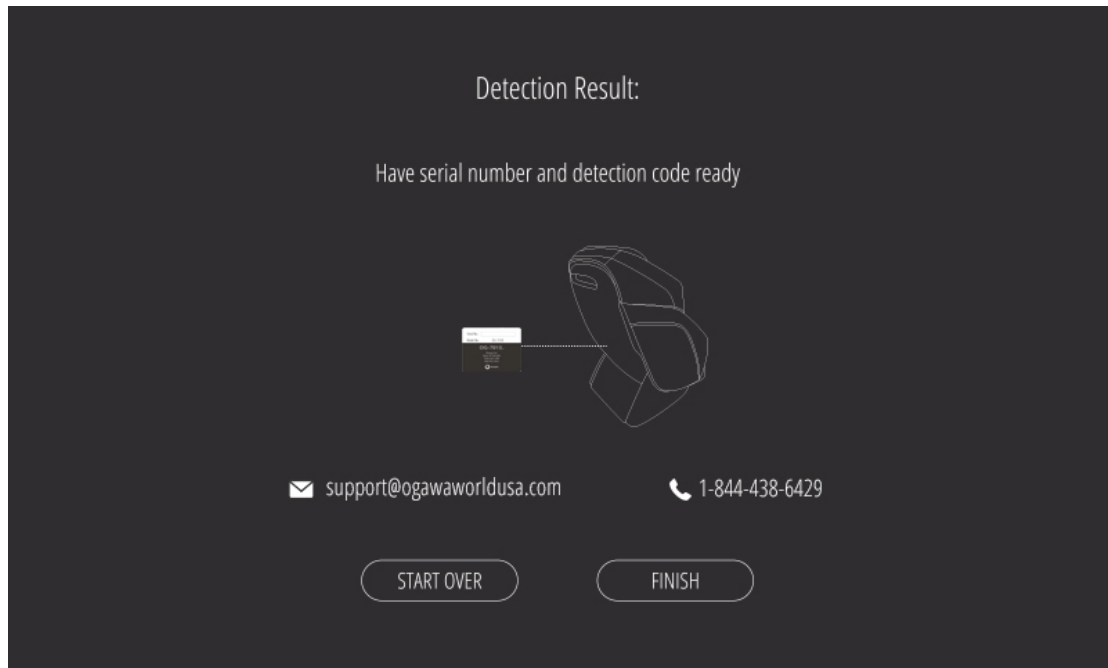 Detection Result:
Have serial number and detection code ready
support@ogawaworldusa.com
1-844-438-6429
START OVER
FINISH